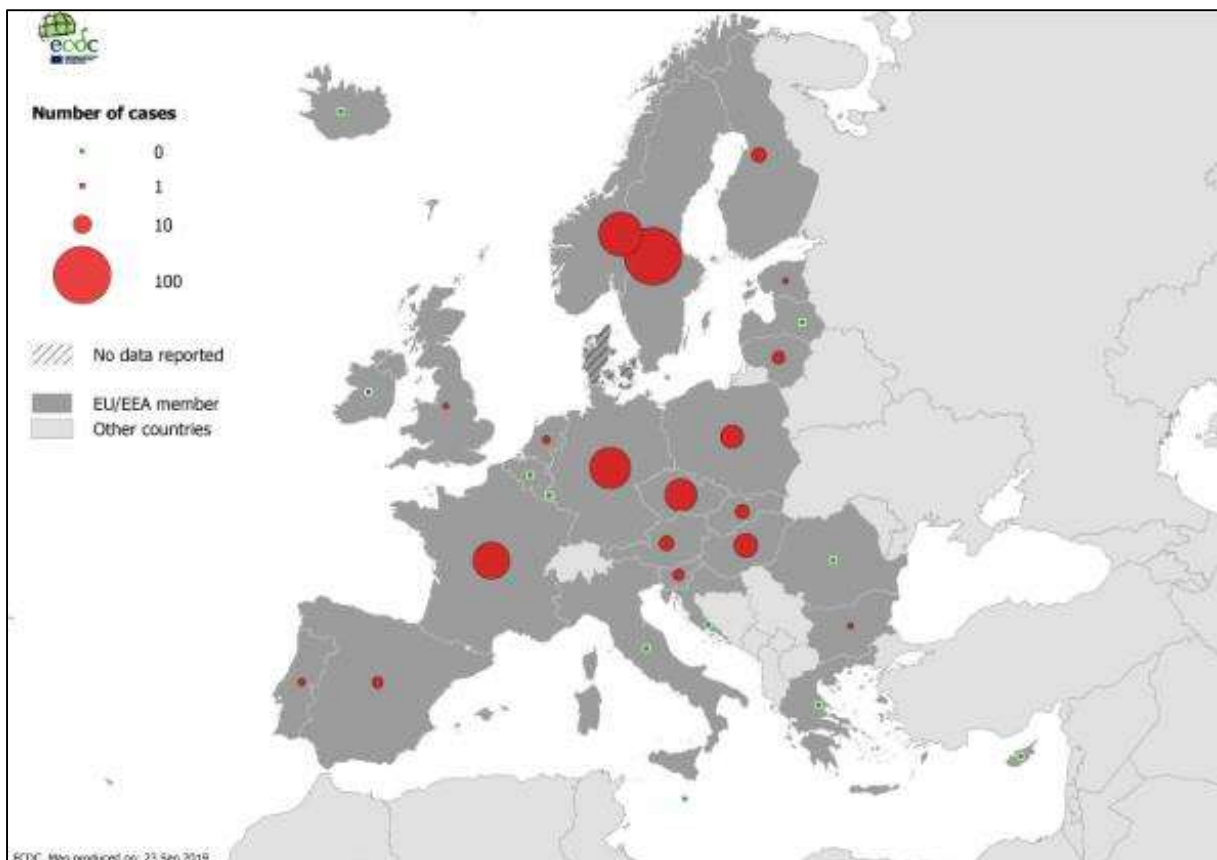 ecdc
Number of cases
0
1
10
100
No data reported
EU/EEA member
Other countries
ECDC. Map produced on: 23 Sep 2019